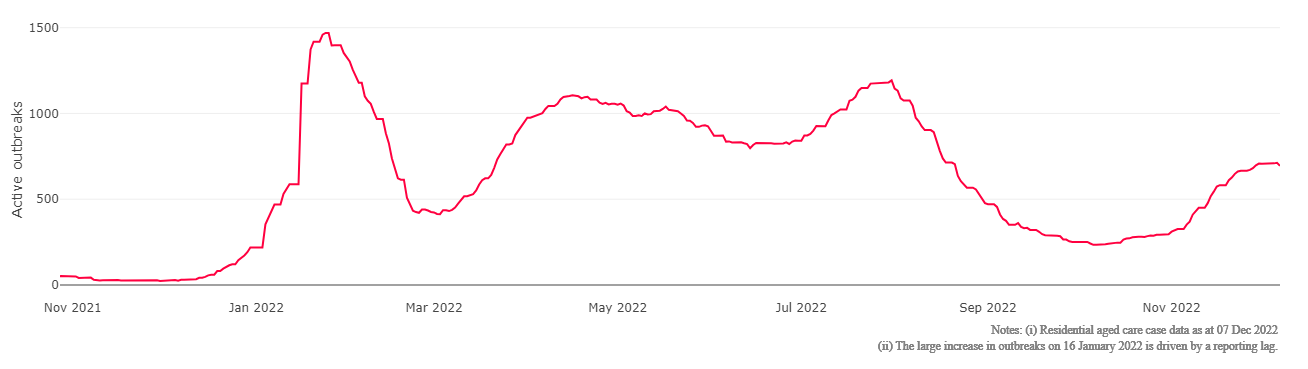 1500
1000
500
0
Active outbreaks
Nov 2021
Jan 2022
Mar 2022
May 2022
Jul 2022
Sep 2022
Nov 2022
Notes: (i) Residential aged care case data as at 07 Dec 2022
(ii) The large increase in outbreaks on 16 January 2022 is driven by a reporting lag.